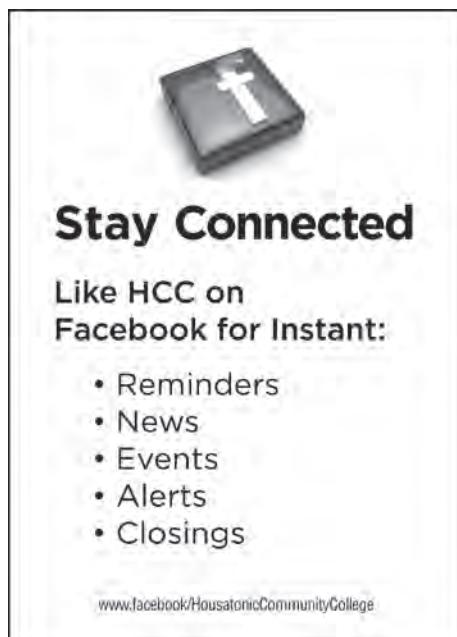 Stay Connected
Like HCC on
Facebook for Instant:
• Reminders
• News
• Events
• Alerts
• Closings
www.facebook/HousatonicCommunityCollege